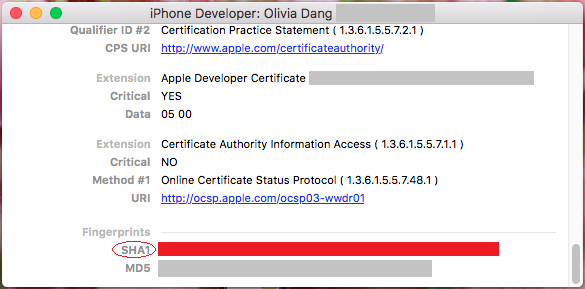 iPhone Developer: Olivia Dang
Qualifier ID #2 Certification Practice Statement ( 1.3.6.1.5.5.7.2.1 )
CPS URI http://www.apple.com/certificateauthority/
Extension Apple Developer Certificate
Critical YES
Data 05 00
Extension Certificate Authority Information Access ( 1.3.6.1.5.5.7.1.1 )
Critical NO
Method #1 Online Certificate Status Protocol ( 1.3.6.1.5.5.7.48.1 )
URI http://ocsp.apple.com/ocsp03-wwdr01
Fingerprints
SHA1
MD5